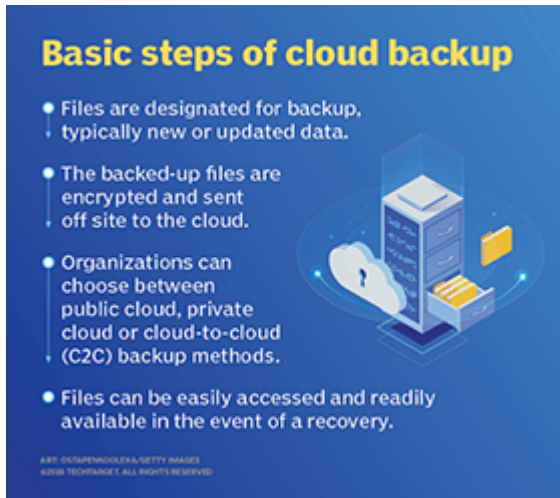 Basic steps of cloud backup
Files are designated for backup,
typically new or updated data.
The backed-up files are
encrypted and sent
off site to the cloud.
Organizations can
choose between
public cloud, private
cloud or cloud-to-cloud
(C2C) backup methods.
Files can be easily accessed and readily
available in the event of a recovery.
ART: OSTAPENKOOLENA/GETTY IMAGES
©2019 TECHTARGET. ALL RIGHTS RESERVED